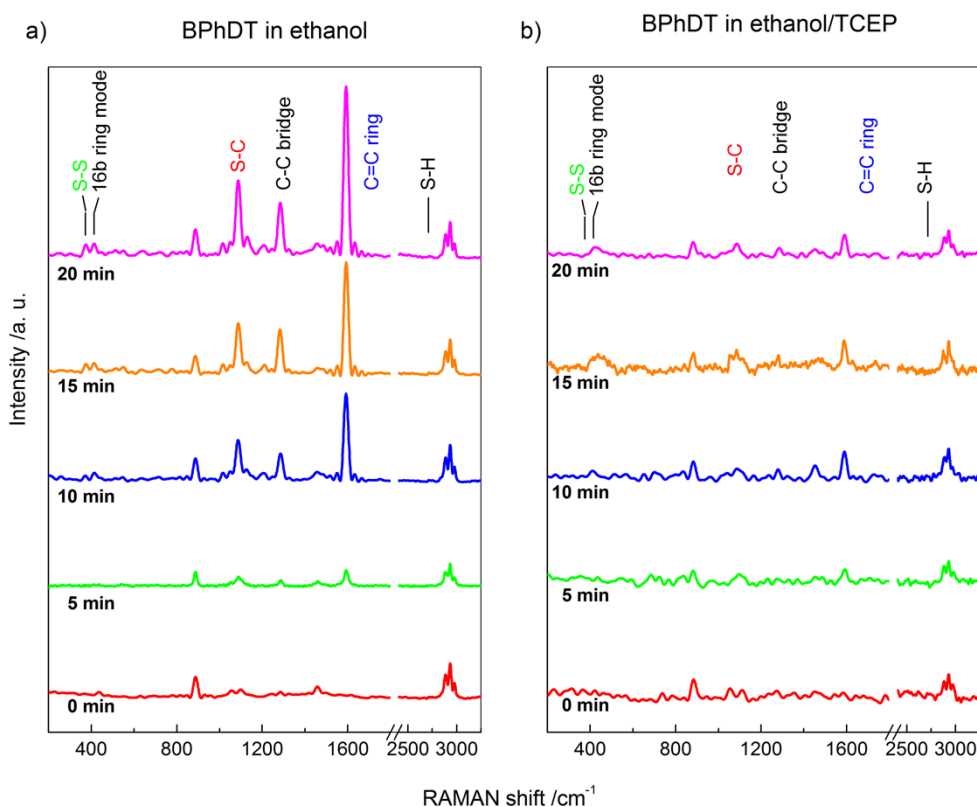 a)
BPhDT in ethanol
S-S
16b ring mode
S-C
C-C bridge
C=C ring
S-H
20 min
15 min
10 min
5 min
0 min
400
800
1200
1600
2500
3000
b)
BPhDT in ethanol/TCEP
S-S
16b ring mode
S-C
C-C bridge
C=C ring
S-H
20 min
15 min
10 min
5 min
0 min
400
800
1200
1600
2500
3000
Intensity /a. u.
RAMAN shift /cm⁻¹